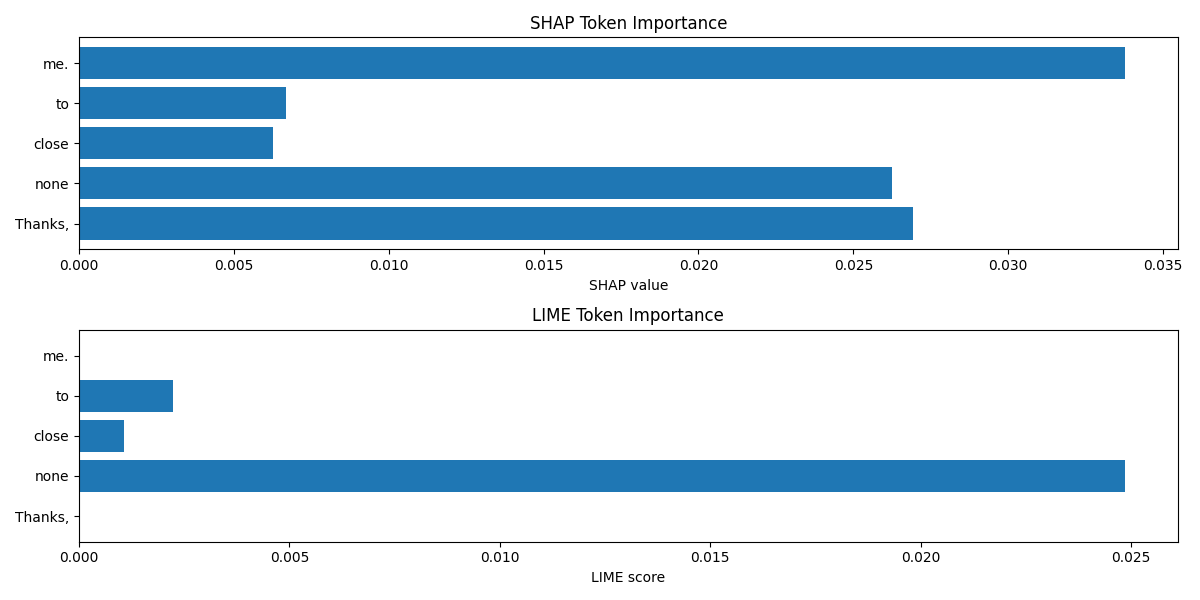 SHAP Token Importance
me.
to
close
none
Thanks,
0.000 0.005 0.010 0.015 0.020 0.025 0.030 0.035
SHAP value
LIME Token Importance
me.
to
close
none
Thanks,
0.000 0.005 0.010 0.015 0.020 0.025
LIME score